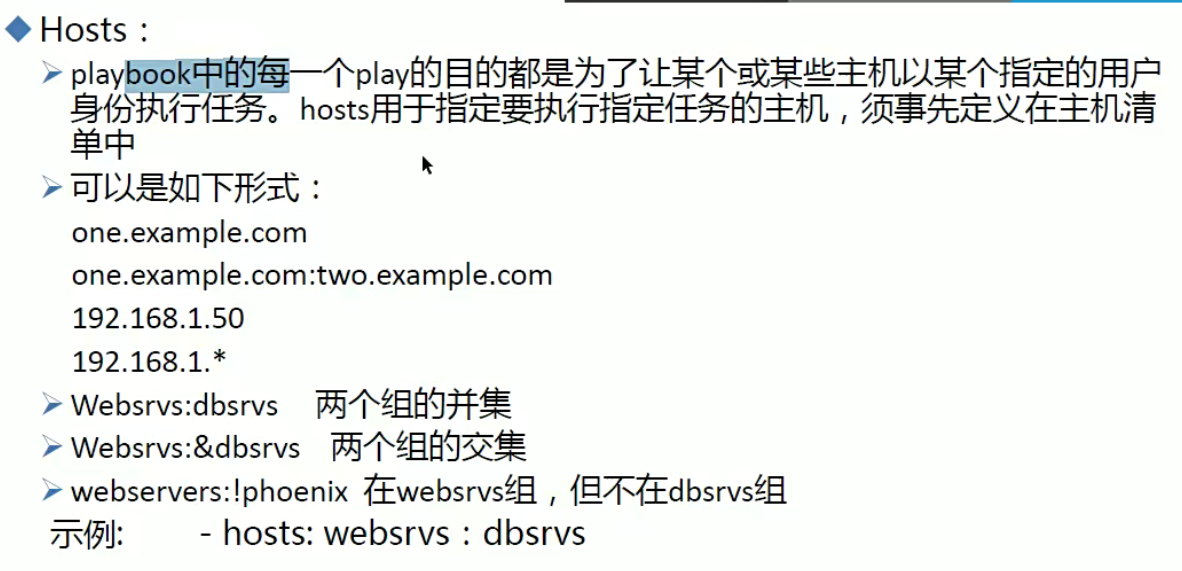 Hosts：
playbook中的每一个play的目的都是为了让某个或某些主机以某个指定的用户
身份执行任务。hosts用于指定要执行指定任务的主机，须事先定义在主机清
单中
可以是如下形式：
one.example.com
one.example.com:two.example.com
192.168.1.50
192.168.1.*
Websrvs:dbsrvs 两个组的并集
Websrvs:&dbsrvs 两个组的交集
webservers:!phoenix 在websrvs组，但不在dbsrvs组
示例: - hosts: websrvs：dbsrvs